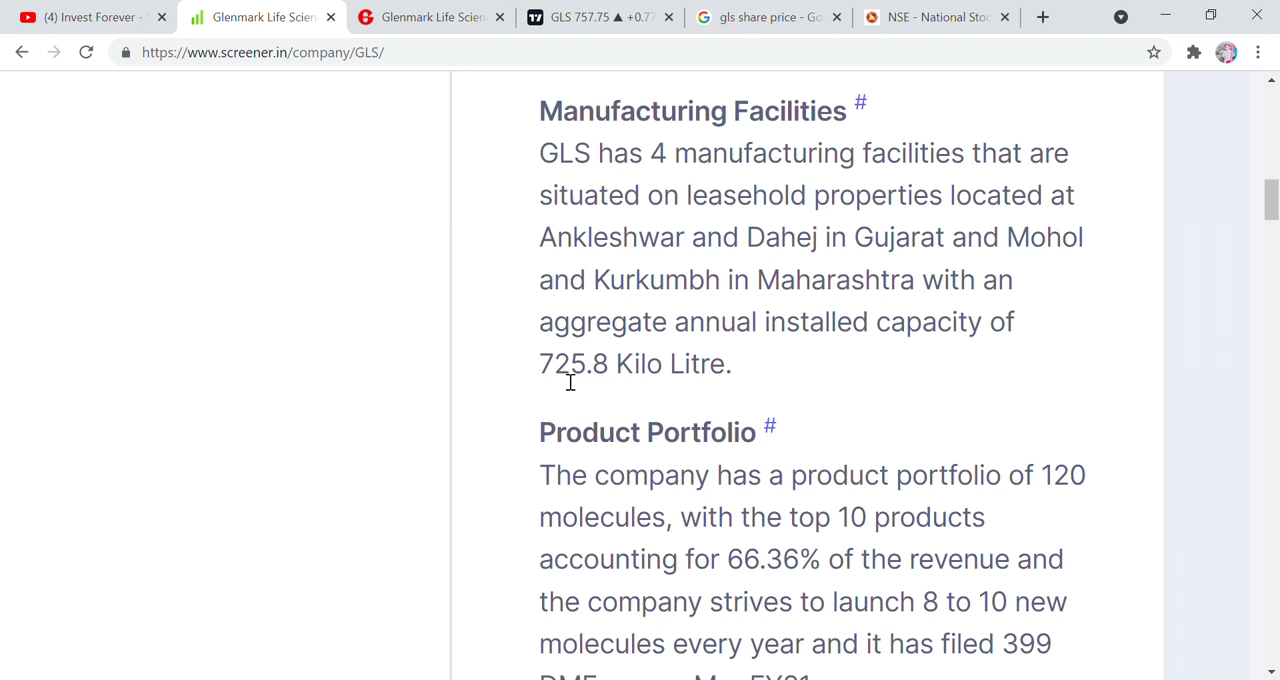 (4) Invest Forever -
Glenmark Life Scien
Glenmark Life Scien
GLS 757.75 ▲ +0.77
gls share price - Go
NSE - National Sto
https://www.screener.in/company/GLS/
Manufacturing Facilities #
GLS has 4 manufacturing facilities that are
situated on leasehold properties located at
Ankleshwar and Dahej in Gujarat and Mohol
and Kurkumbh in Maharashtra with an
aggregate annual installed capacity of
725.8 Kilo Litre.
Product Portfolio #
The company has a product portfolio of 120
molecules, with the top 10 products
accounting for 66.36% of the revenue and
the company strives to launch 8 to 10 new
molecules every year and it has filed 399